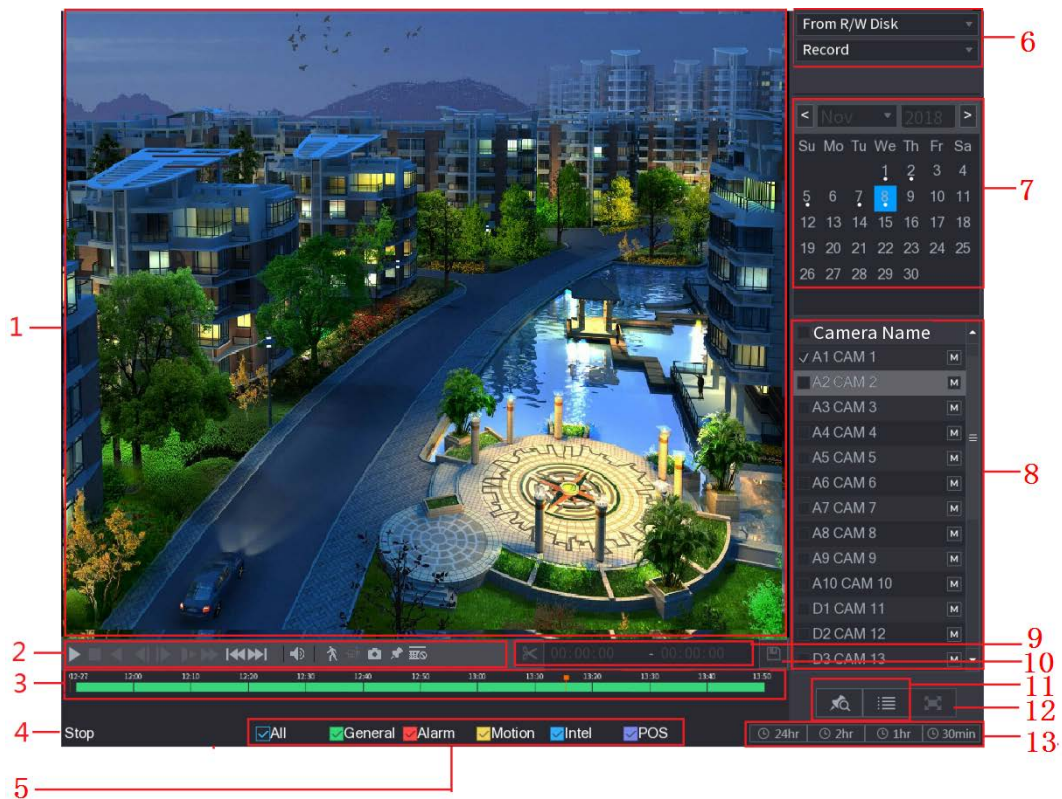 From R/W Disk
Record
6
< Nov 2018 >
Su Mo Tu We Th Fr Sa
1 2 3 4
5 6 7 8 9 10 11
12 13 14 15 16 17 18
19 20 21 22 23 24 25
26 27 28 29 30
7
1
Camera Name
A1 CAM 1 M
A2 CAM 2 M
A3 CAM 3 M
A4 CAM 4 M
A5 CAM 5 M
A6 CAM 6 M
A7 CAM 7 M
A8 CAM 8 M
A9 CAM 9 M
A10 CAM 10 M
D1 CAM 11 M
D2 CAM 12 M
D3 CAM 13 M
8
2
00:00:00 - 00:00:00
9
10
3
12:27 12:00 12:10 12:20 12:30 12:40 12:50 13:00 13:10 13:20 13:30 13:40 13:50
11
12
4
Stop
All General Alarm Motion Intel POS
24hr 2hr 1hr 30min
13
5